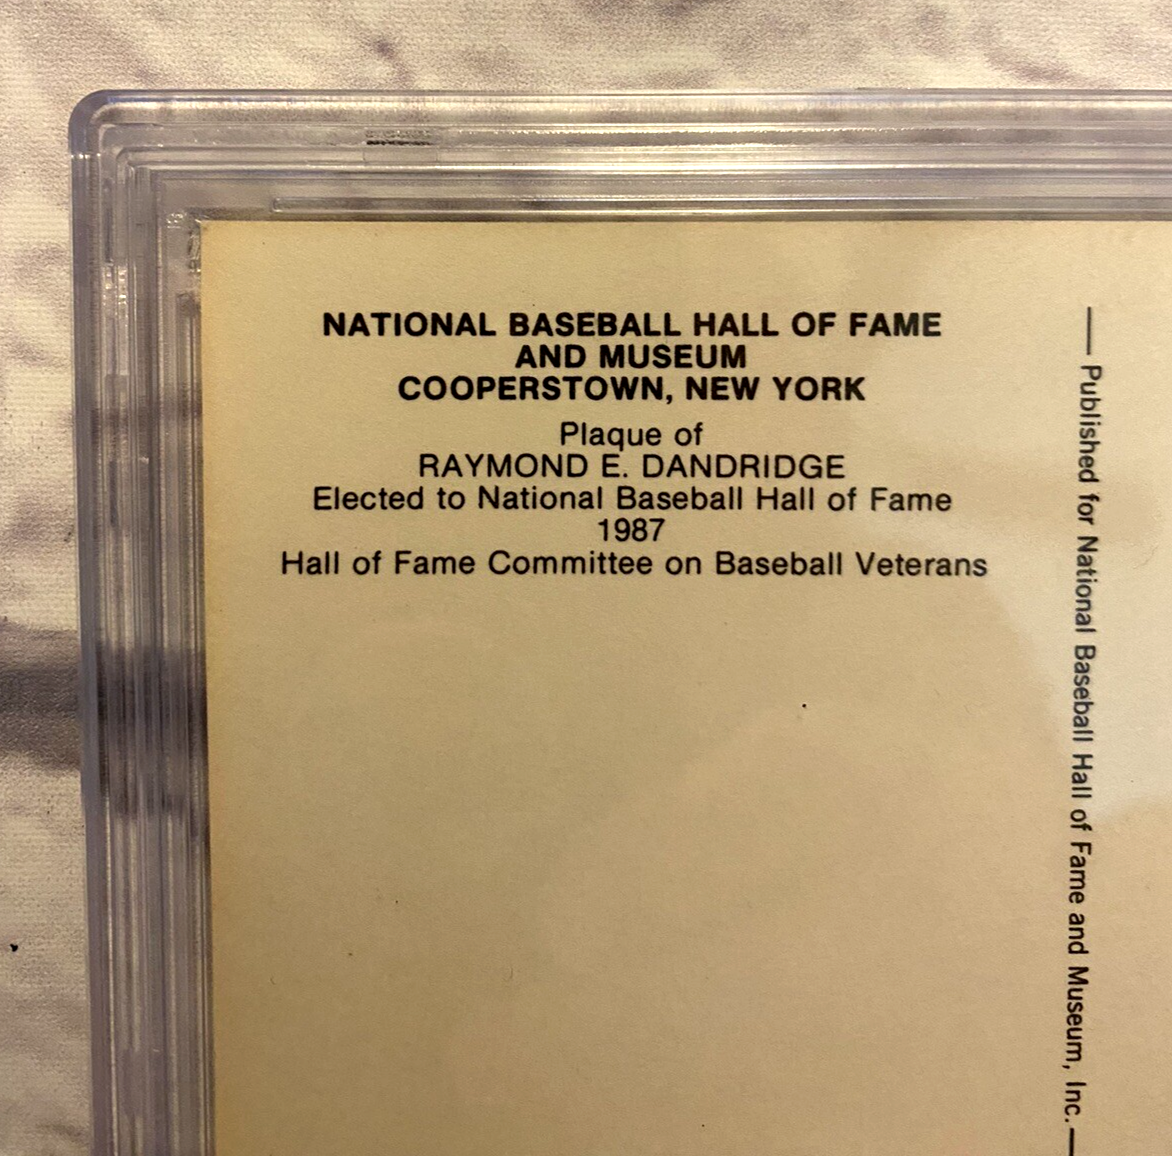 NATIONAL BASEBALL HALL OF FAME
AND MUSEUM
COOPERSTOWN, NEW YORK
Plaque of
RAYMOND E. DANDRIDGE
Elected to National Baseball Hall of Fame
1987
Hall of Fame Committee on Baseball Veterans
Published for National Baseball Hall of Fame and Museum, Inc.